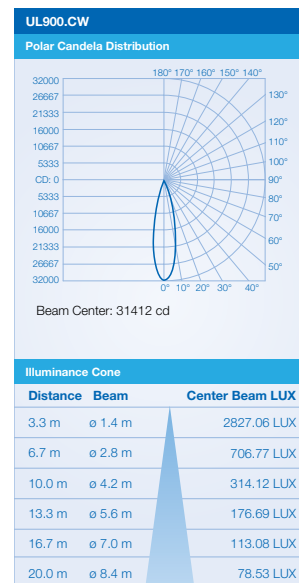 UL900.CW
Polar Candela Distribution
180° 170° 160° 150° 140°
32000
26667
130°
21333
120°
16000
110°
10667
100°
5333
CD: 0
90°
5333
80°
10667
70°
16000
60°
21333
26667
50°
32000
0° 10° 20° 30° 40°
Beam Center: 31412 cd
Illuminance Cone
Distance Beam Center Beam LUX
3.3 m ø 1.4 m 2827.06 LUX
6.7 m ø 2.8 m 706.77 LUX
10.0 m ø 4.2 m 314.12 LUX
13.3 m ø 5.6 m 176.69 LUX
16.7 m ø 7.0 m 113.08 LUX
20.0 m ø 8.4 m 78.53 LUX